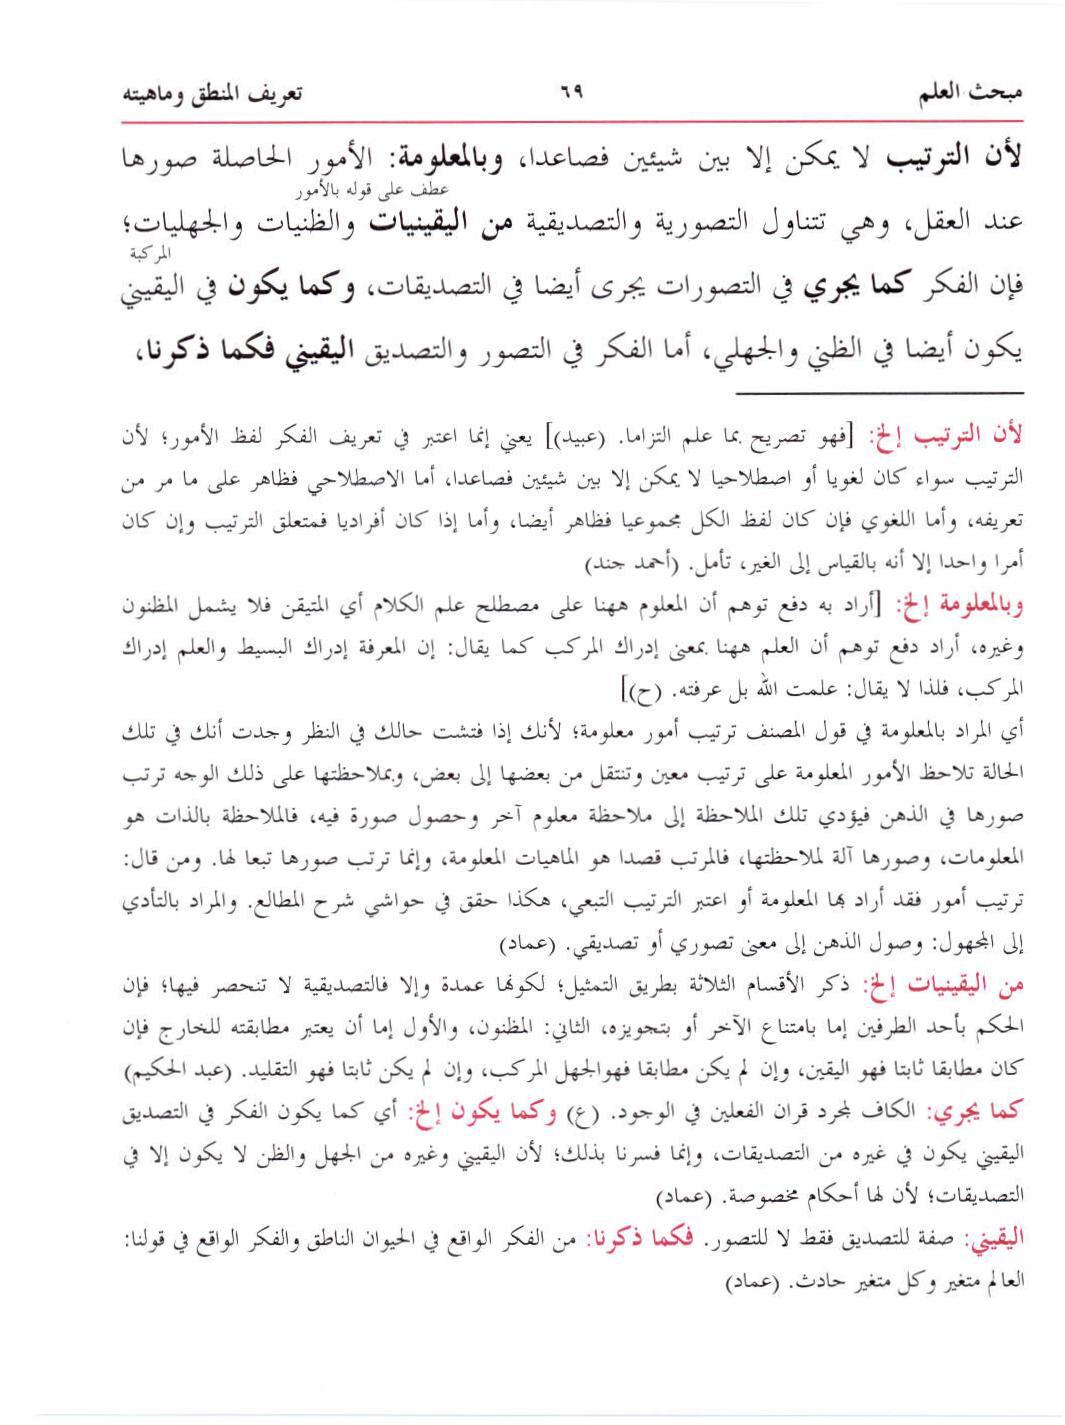 مبحث العلم ٦٩ تعريف المنطق وماهيته
لأن الترتيب لا يمكن إلا بين شيئين فصاعدا، وبالمعلومة: الأمور الحاصلة صورها
عطف على قوله بالأمور
عند العقل، وهي تتناول التصورية والتصديقية من اليقينيات والظنيات والجهليات؛
المركبة
فإن الفكر كما يجري في التصورات يجرى أيضا في التصديقات، وكما يكون في اليقيني
يكون أيضا في الظني والجهلي، أما الفكر في التصور والتصديق اليقيني فكما ذكرنا،
لأن الترتيب إلخ: [فهو تصريح بما علم التزاما. (عبيد)] يعني إنما اعتبر في تعريف الفكر لفظ الأمور؛ لأن
الترتيب سواء كان لغويا أو اصطلاحيا لا يمكن إلا بين شيئين فصاعدا، أما الاصطلاحي فظاهر على ما مر من
تعريفه، وأما اللغوي فإن كان لفظ الكل مجموعيا فظاهر أيضا، وأما إذا كان أفراديا فمتعلق الترتيب وإن كان
أمرا واحدا إلا أنه بالقياس إلى الغير، تأمل. (أحمد جند)
وبالمعلومة إلخ: [أراد به دفع توهم أن المعلوم ههنا على مصطلح علم الكلام أي المتيقن فلا يشمل المظنون
وغيره، أراد دفع توهم أن العلم ههنا بمعنى إدراك المركب كما يقال: إن المعرفة إدراك البسيط والعلم إدراك
المركب، فلذا لا يقال: علمت الله بل عرفته. (ح)]
أي المراد بالمعلومة في قول المصنف ترتيب أمور معلومة؛ لأنك إذا فتشت حالك في النظر وجدت أنك في تلك
الحالة تلاحظ الأمور المعلومة على ترتيب معين وتنتقل من بعضها إلى بعض، وبملاحظتها على ذلك الوجه ترتب
صورها في الذهن فيؤدي تلك الملاحظة إلى ملاحظة معلوم آخر وحصول صورة فيه، فالملاحظة بالذات هو
المعلومات، وصورها آلة لملاحظتها، فالمرتب قصدا هو الماهيات المعلومة، وإنما ترتب صورها تبعا لها. ومن قال:
ترتيب أمور فقد أراد بها المعلومة أو اعتبر الترتيب التبعي، هكذا حقق في حواشي شرح المطالع. والمراد بالتأدي
إلى المجهول: وصول الذهن إلى معنى تصوري أو تصديقي. (عماد)
من اليقينيات إلخ: ذكر الأقسام الثلاثة بطريق التمثيل؛ لكونها عمدة وإلا فالتصديقية لا تنحصر فيها؛ فإن
الحكم بأحد الطرفين إما بامتناع الآخر أو بتجويزه، الثاني: المظنون، والأول إما أن يعتبر مطابقته للخارج فإن
كان مطابقا ثابتا فهو اليقين، وإن لم يكن مطابقا فهوالجهل المركب، وإن لم يكن ثابتا فهو التقليد. (عبد الحكيم)
كما يجري: الكاف لمجرد قران الفعلين في الوجود. (ع) وكما يكون إلخ: أي كما يكون الفكر في التصديق
اليقيني يكون في غيره من التصديقات، وإنما فسرنا بذلك؛ لأن اليقيني وغيره من الجهل والظن لا يكون إلا في
التصديقات؛ لأن لها أحكام مخصوصة. (عماد)
اليقيني: صفة للتصديق فقط لا للتصور. فكما ذكرنا: من الفكر الواقع في الحيوان الناطق والفكر الواقع في قولنا:
العالم متغير وكل متغير حادث. (عماد)